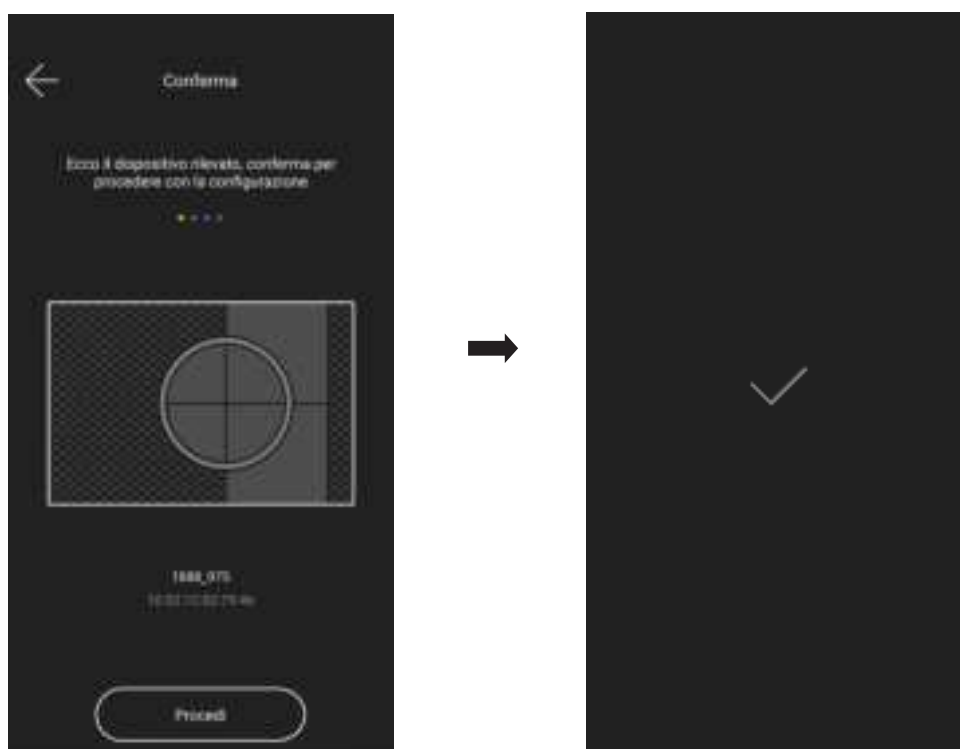 Conferma
Ecco il dispositivo rilevato, conferma per
procedere con la configurazione
Procedi